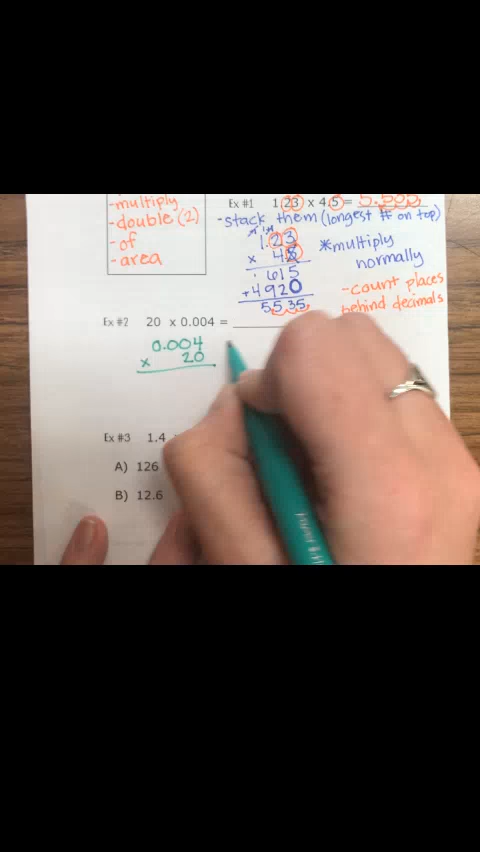 -multiply
-double (2)
-of
-area
Ex #1 1.23 x 4.5 = 5.535
-stack them (longest # on top)
1.23
x 4.5
615
+4920
5535
*multiply
normally
-count places
behind decimals
Ex #2 20 x 0.004 =
0.004
x 20
Ex #3 1.4
A) 126
B) 12.6